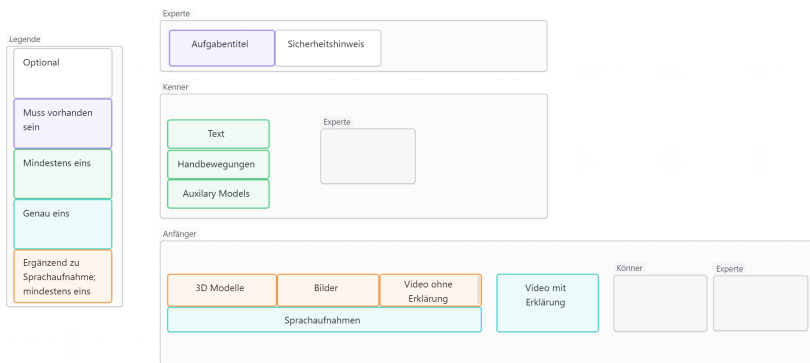 Legende
Optional
Muss vorhanden
sein
Mindestens eins
Genau eins
Ergänzend zu
Sprachaufnahme;
mindestens eins
Experte
Aufgabentitel
Sicherheitshinweis
Kenner
Text
Handbewegungen
Auxilary Models
Experte
Anfänger
3D Modelle
Bilder
Video ohne
Erklärung
Sprachaufnahmen
Video mit
Erklärung
Könner
Experte